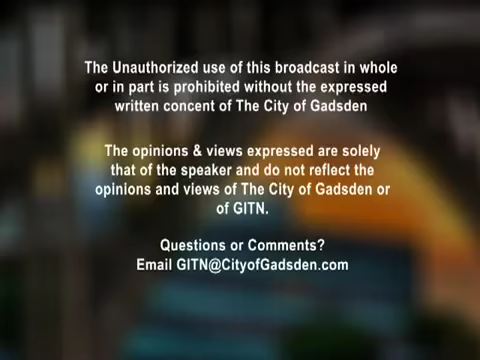 The Unauthorized use of this broadcast in whole
or in part is prohibited without the expressed
written concent of The City of Gadsden
The opinions & views expressed are solely
that of the speaker and do not reflect the
opinions and views of The City of Gadsden or
of GITN.
Questions or Comments?
Email GITN@CityofGadsden.com